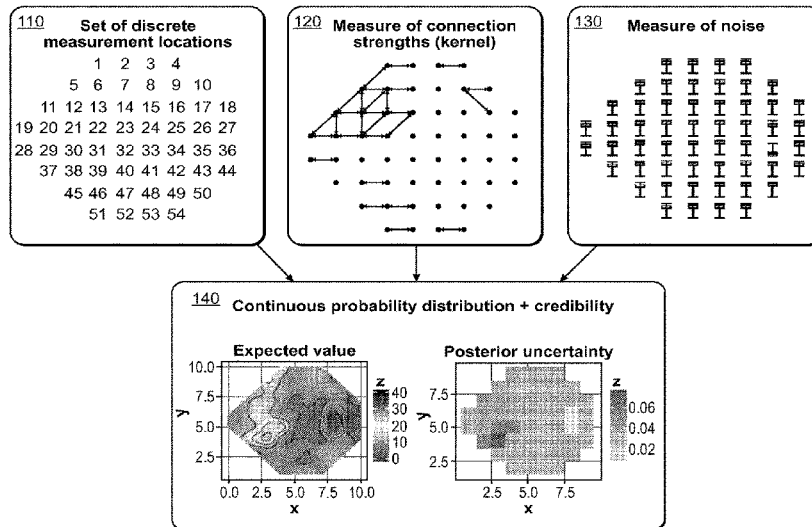 110
Set of discrete
measurement locations
1 2 3 4
5 6 7 8 9 10
11 12 13 14 15 16 17 18
19 20 21 22 23 24 25 26 27
28 29 30 31 32 33 34 35 36
37 38 39 40 41 42 43 44
45 46 47 48 49 50
51 52 53 54
120
Measure of connection
strengths (kernel)
130
Measure of noise
140
Continuous probability distribution + credibility
Expected value
10.0
7.5
5.0
2.5
y
0.0 2.5 5.0 7.5 10.0
x
z
40
30
20
10
0
Posterior uncertainty
10.0
7.5
5.0
2.5
y
2.5 5.0 7.5
x
z
0.06
0.04
0.02